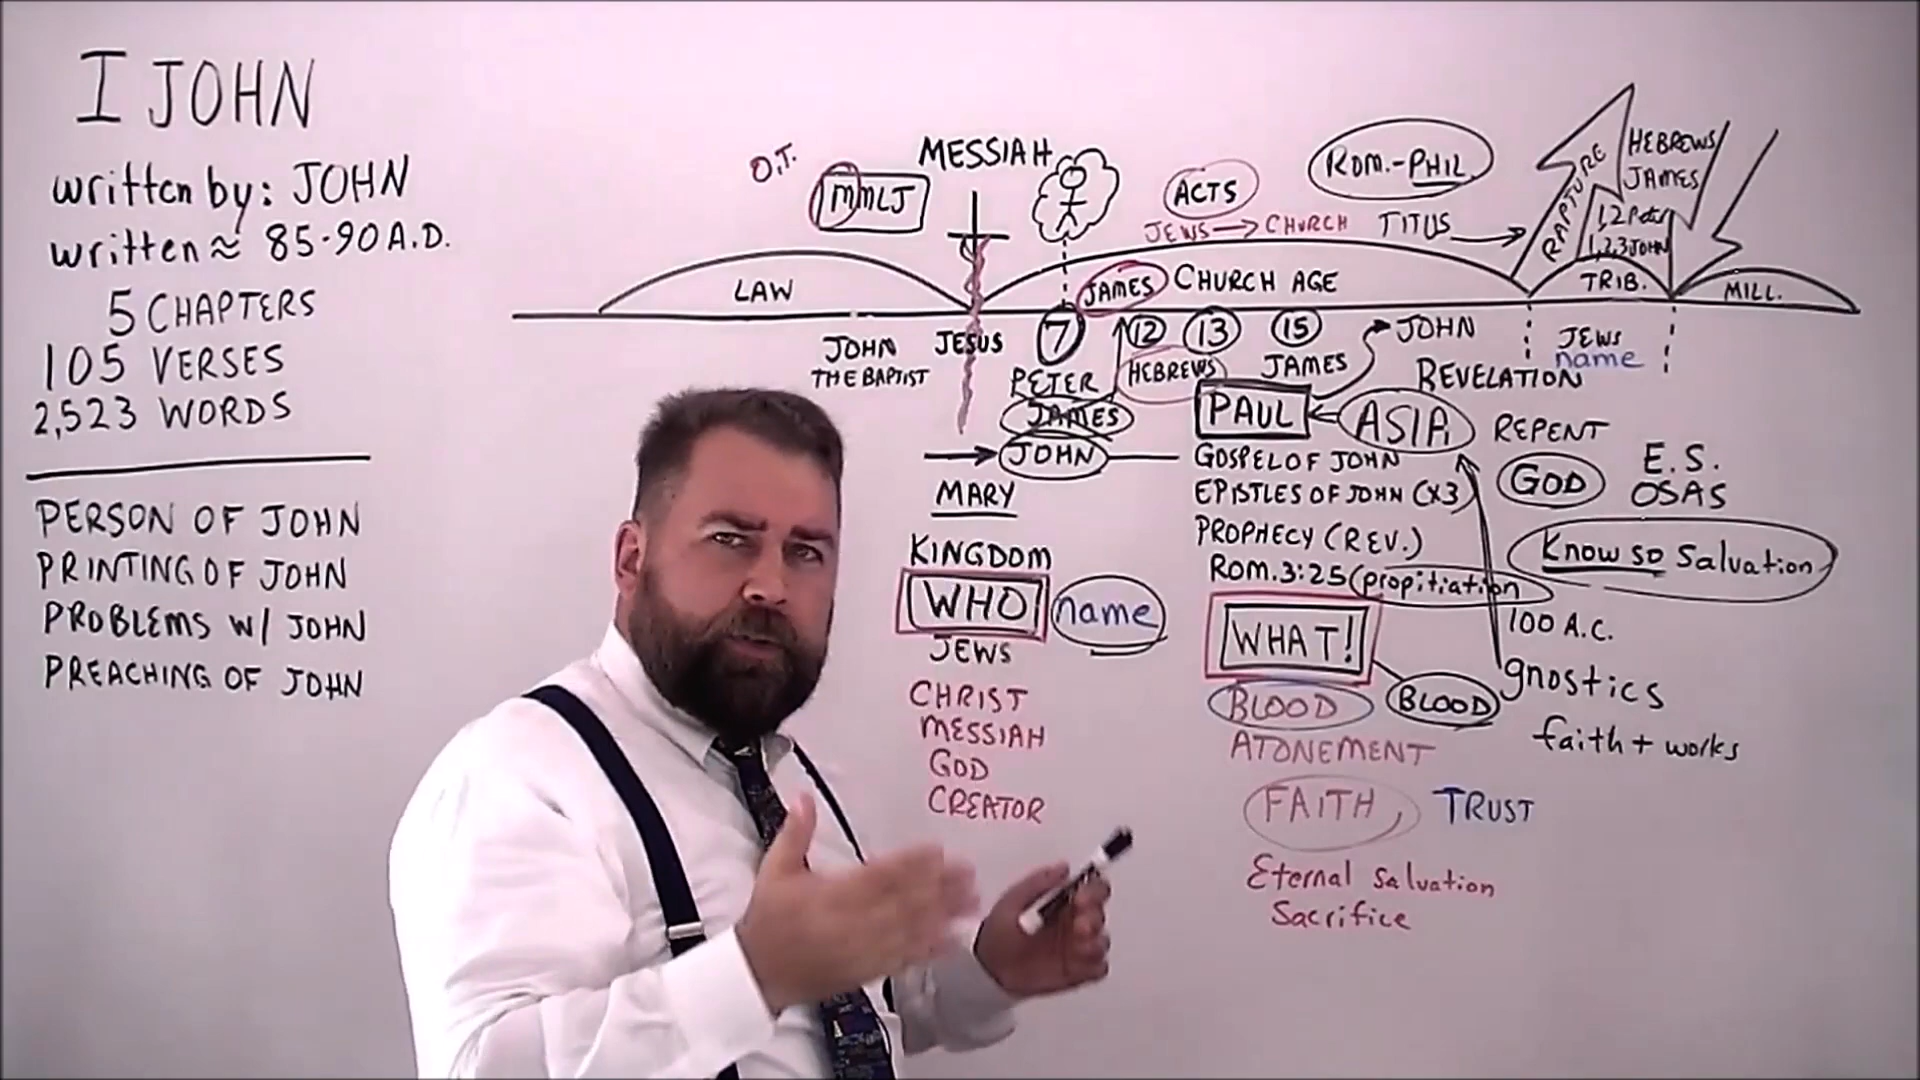 I JOHN
written by: JOHN
written ≈ 85-90 A.D.
5 CHAPTERS
105 VERSES
2,523 WORDS
PERSON OF JOHN
PRINTING OF JOHN
PROBLEMS W/ JOHN
PREACHING OF JOHN
O.T.
MMLJ
MESSIAH
ACTS
JEWS → CHURCH
ROM.-PHIL
TITUS
RAPTURE
HEBREWS
JAMES
1,2 Peter
1,2,3 JOHN
LAW
JAMES
CHURCH AGE
TRIB.
MILL.
JOHN
THE BAPTIST
JESUS
7
12
13
15
JOHN
JEWS
name
PETER
HEBREWS
JAMES
REVELATION
JAMES
PAUL
ASIA
REPENT
JOHN
GOSPEL OF JOHN
GOD
E.S.
OSAS
MARY
EPISTLES OF JOHN (x3)
KINGDOM
PROPHECY (REV.)
Know so Salvation
Rom. 3:25 (propitiation
WHO
name
WHAT!
100 A.C.
JEWS
gnostics
CHRIST
BLOOD
BLOOD
MESSIAH
ATONEMENT
faith + works
GOD
CREATOR
FAITH,
TRUST
Eternal Salvation
Sacrifice